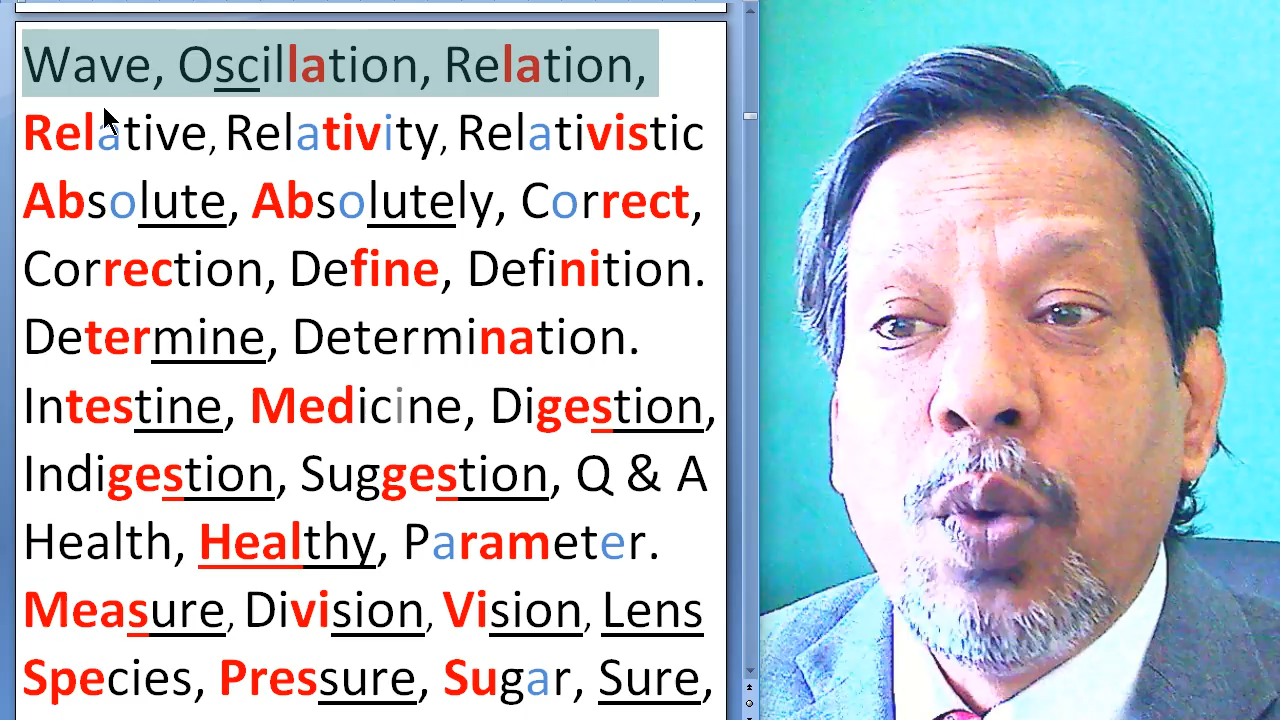 Wave, Oscillation, Relation,
Relative, Relativity, Relativistic
Absolute, Absolutely, Correct,
Correction, Define, Definition.
Determine, Determination.
Intestine, Medicine, Digestion,
Indigestion, Suggestion, Q & A
Health, Healthy, Parameter.
Measure, Division, Vision, Lens
Species, Pressure, Sugar, Sure,